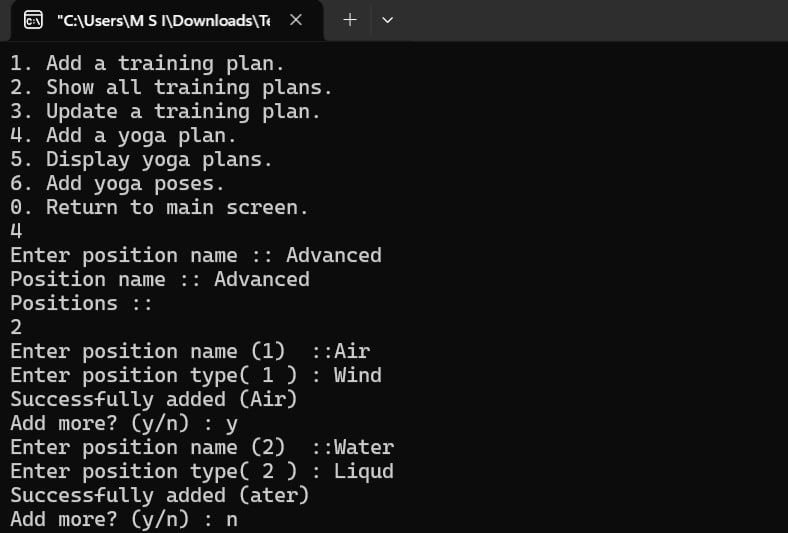 "C:\Users\M S I\Downloads\Te
1. Add a training plan.
2. Show all training plans.
3. Update a training plan.
4. Add a yoga plan.
5. Display yoga plans.
6. Add yoga poses.
0. Return to main screen.
4
Enter position name :: Advanced
Position name :: Advanced
Positions ::
2
Enter position name (1)  ::Air
Enter position type( 1 ) : Wind
Successfully added (Air)
Add more? (y/n) : y
Enter position name (2)  ::Water
Enter position type( 2 ) : Liqud
Successfully added (ater)
Add more? (y/n) : n